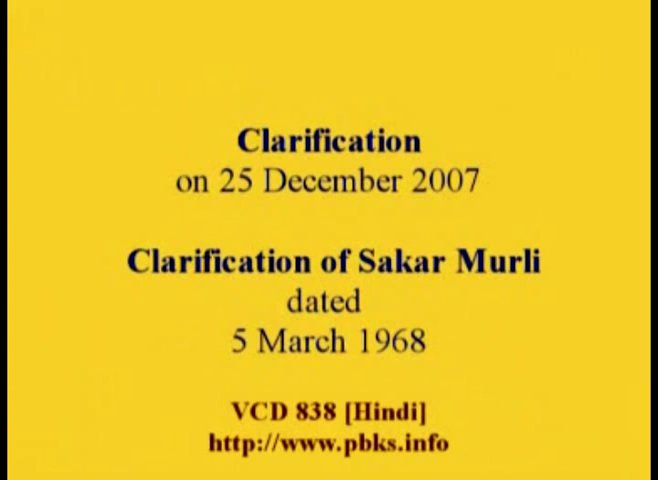 Clarification
on 25 December 2007
Clarification of Sakar Murli
dated
5 March 1968
VCD 838 [Hindi]
http://www.pbks.info